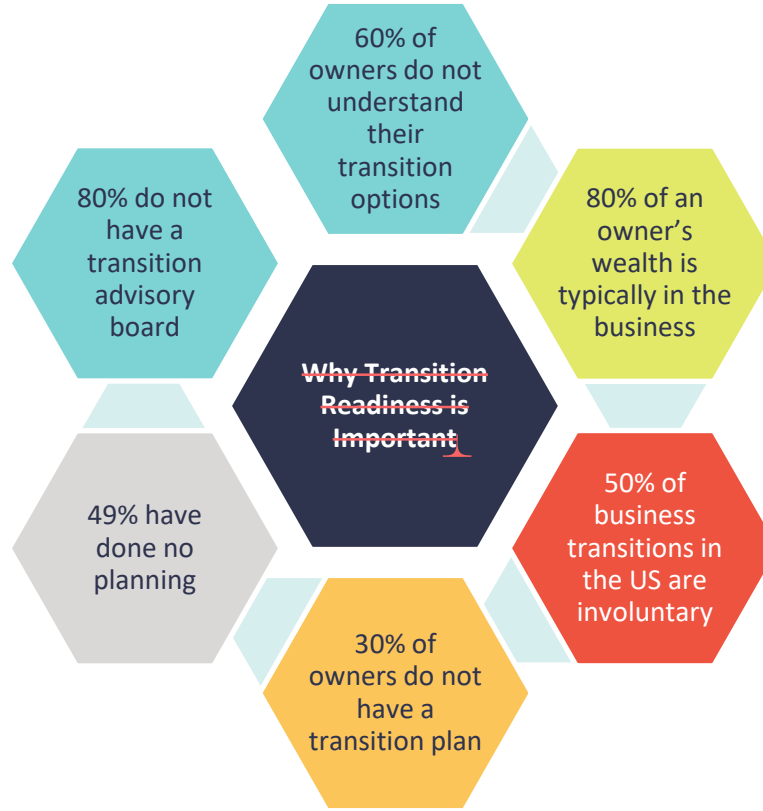 60% of
owners do not
understand
their
transition
options
80% of an
owner’s
wealth is
typically in the
business
50% of
business
transitions in
the US are
involuntary
30% of
owners do not
have a
transition plan
49% have
done no
planning
80% do not
have a
transition
advisory
board
Why Transition
Readiness is
Important